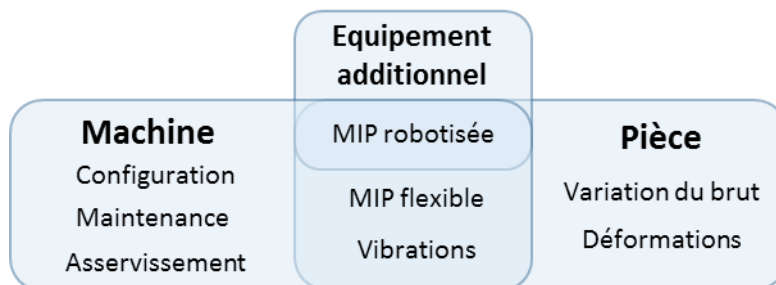 Equipement
additionnel
Machine
Configuration
Maintenance
Asservissement
MIP robotisée
MIP flexible
Vibrations
Pièce
Variation du brut
Déformations